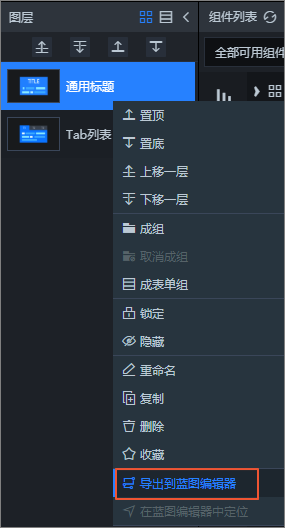 图层
组件列表
全部可用组件
TITLE
通用标题
Tab列表
置顶
置底
上移一层
下移一层
成组
取消成组
成表单组
锁定
隐藏
重命名
复制
删除
收藏
导出到蓝图编辑器
在蓝图编辑器中定位